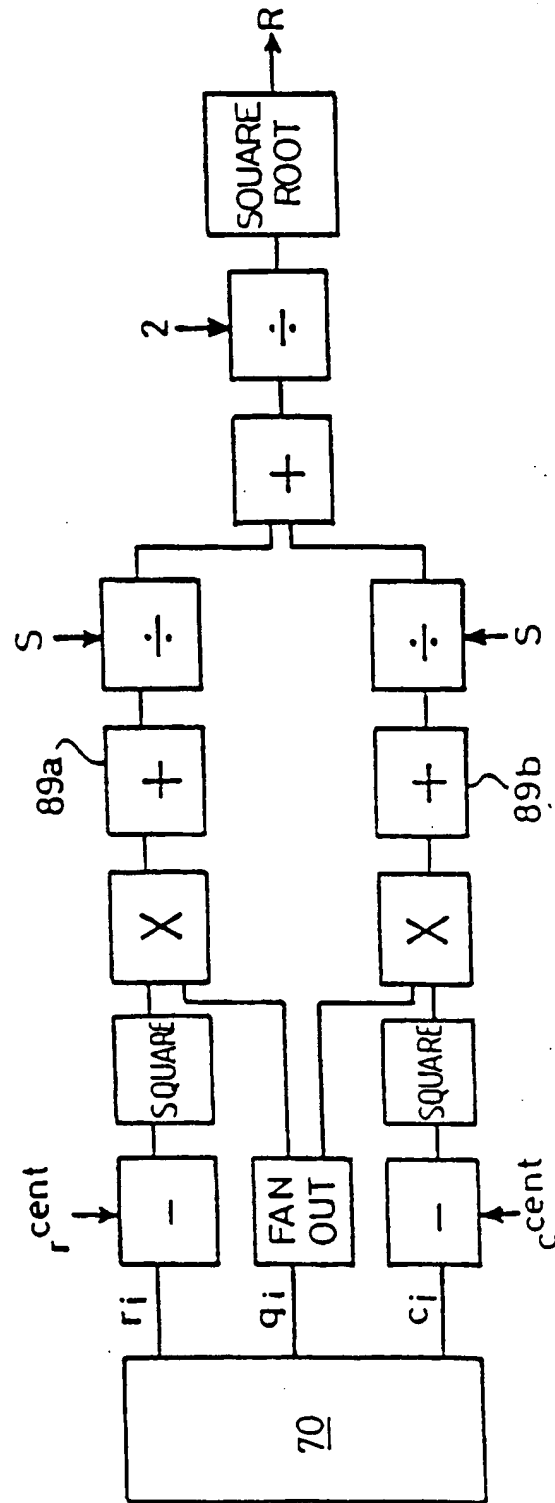 70
ri
qi
ci
r cent
−
FAN
OUT
−
c cent
SQUARE
SQUARE
X
X
89a
+
+
89b
S
÷
÷
S
+
2
÷
SQUARE
ROOT
R